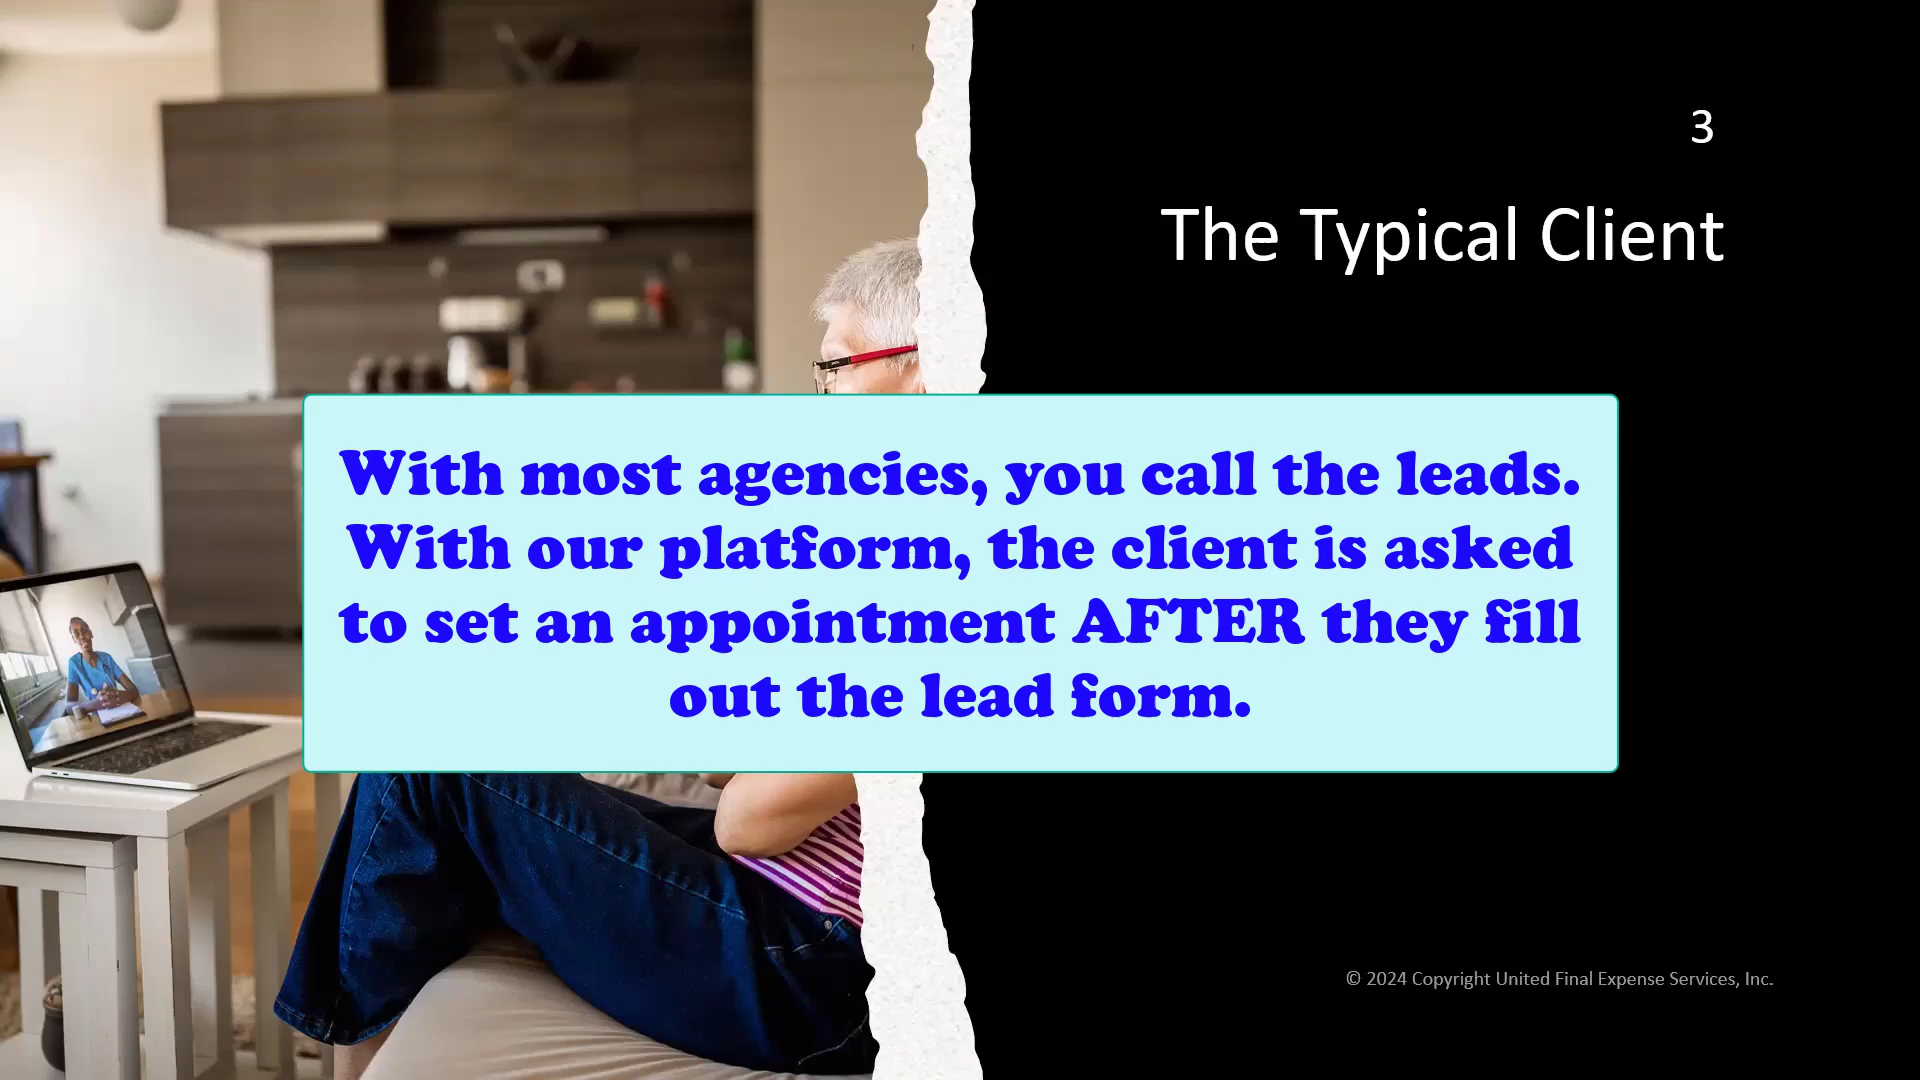 3
The Typical Client
With most agencies, you call the leads.
With our platform, the client is asked
to set an appointment AFTER they fill
out the lead form.
© 2024 Copyright United Final Expense Services, Inc.